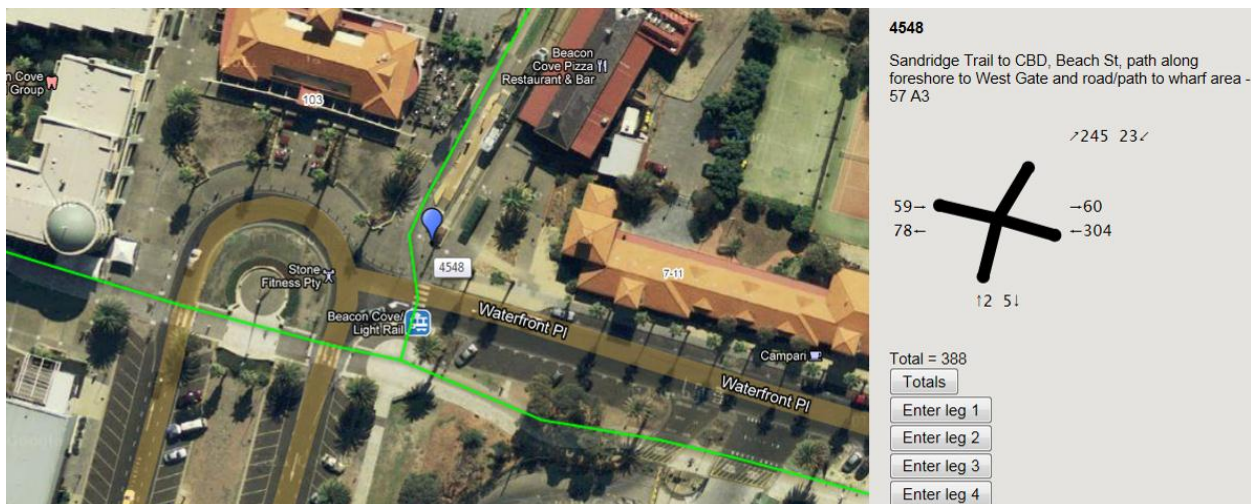 Beacon
Cove Pizza
Restaurant & Bar
n Cove
Group
103
4548
7-11
Stone
Fitness Pty
Beacon Cove/
Light Rail
Waterfront Pl
Campari
Waterfront Pl
4548
Sandridge Trail to CBD, Beach St, path along
foreshore to West Gate and road/path to wharf area -
57 A3
↗245 23↙
59→ →60
78← ←304
↑2 5↓
Total = 388
Totals
Enter leg 1
Enter leg 2
Enter leg 3
Enter leg 4